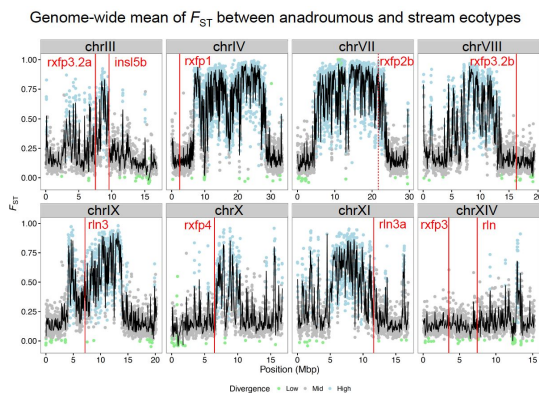 Genome-wide mean of FST between anadroumous and stream ecotypes
chrIII chrIV chrVII chrVIII
rxfp3.2a insl5b rxfp1 rxfp2b rxfp3.2b
1.00
0.75
0.50
0.25
0.00
0 5 10 15 0 10 20 30 0 10 20 30 0 5 10 15 20
FST
chrIX chrX chrXI chrXIV
rln3 rxfp4 rln3a rxfp3 rln
1.00
0.75
0.50
0.25
0.00
0 5 10 15 20 0 5 10 15 0 5 10 15 0 5 10 15
Position (Mbp)
Divergence Low Mid High